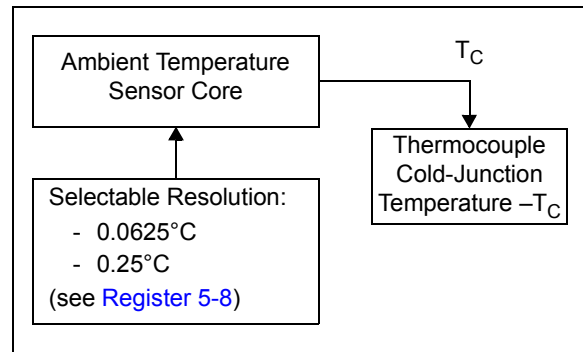 Ambient Temperature
Sensor Core
T_C
Thermocouple
Cold-Junction
Temperature –T_C
Selectable Resolution:
- 0.0625°C
- 0.25°C
(see Register 5-8)